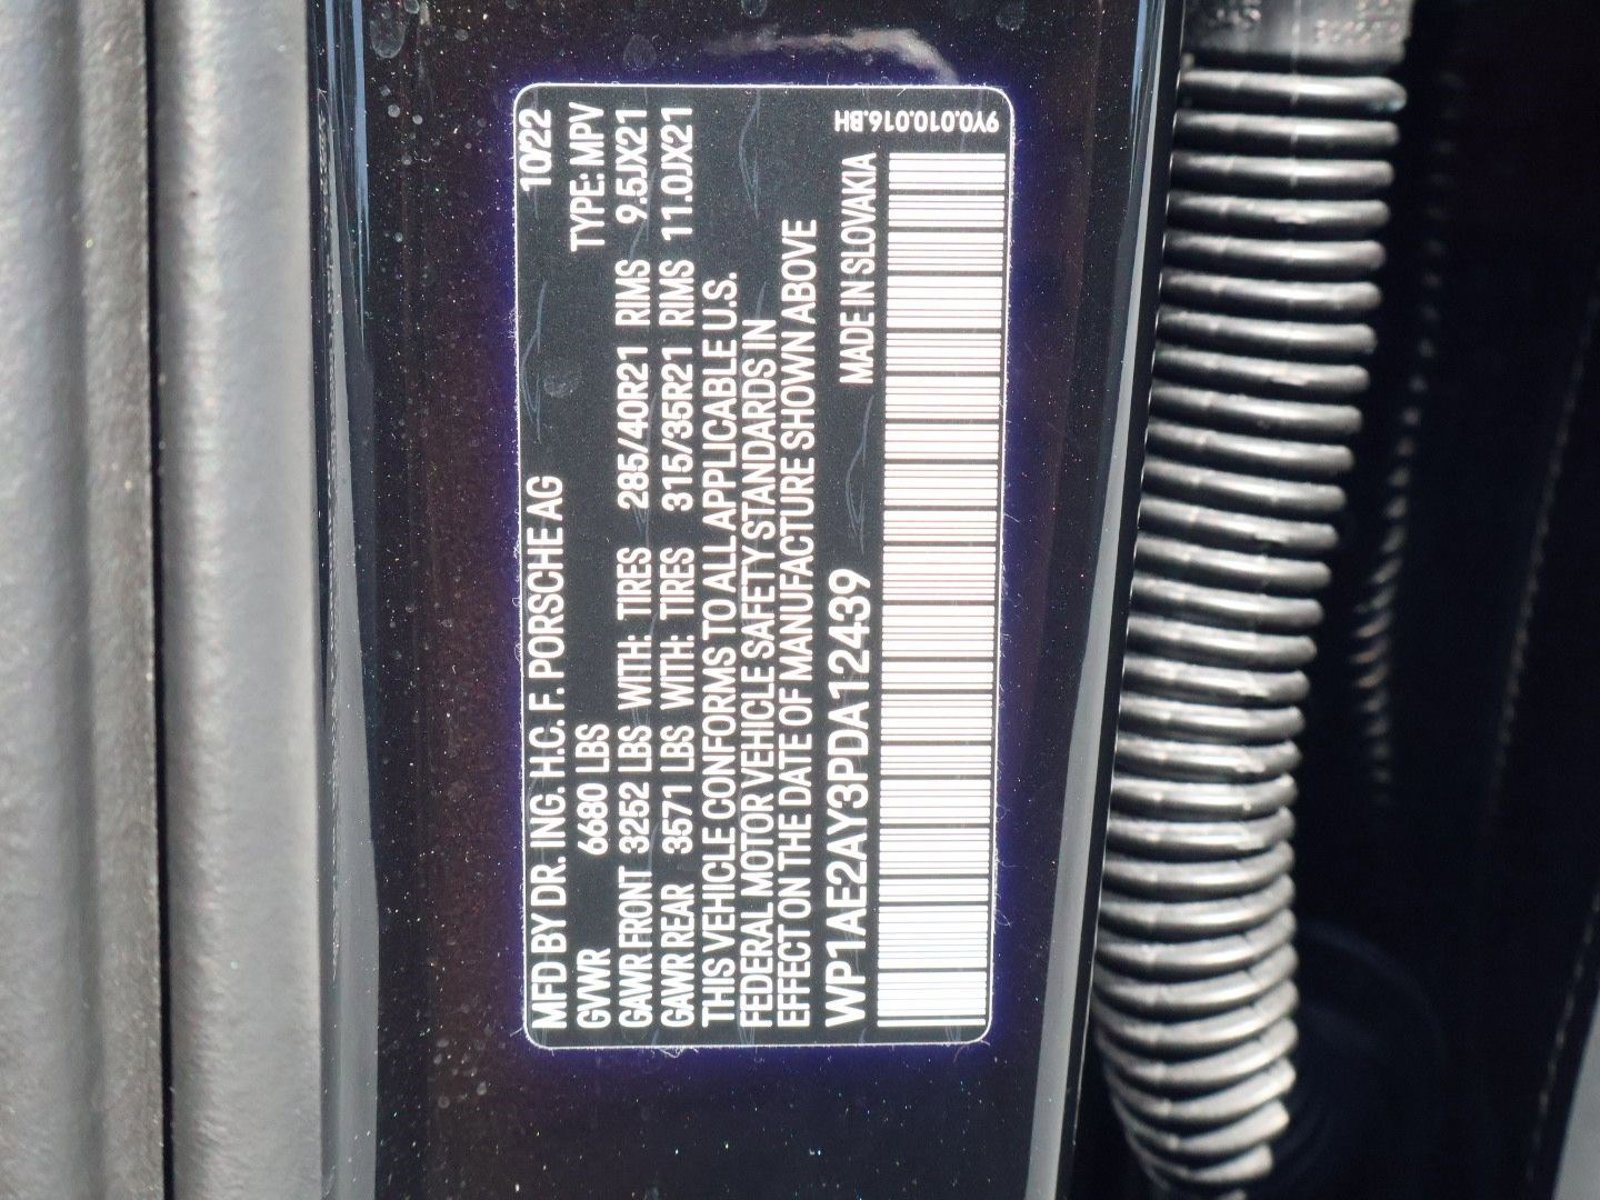 MFD BY DR. ING. H.C. F. PORSCHE AG 10/22
GVWR 6680 LBS TYPE: MPV
GAWR FRONT 3252 LBS WITH: TIRES 285/40R21 RIMS 9.5JX21
GAWR REAR 3571 LBS WITH: TIRES 315/35R21 RIMS 11.0JX21
THIS VEHICLE CONFORMS TO ALL APPLICABLE U.S.
FEDERAL MOTOR VEHICLE SAFETY STANDARDS IN
EFFECT ON THE DATE OF MANUFACTURE SHOWN ABOVE
WP1AE2AY3PDA12439 MADE IN SLOVAKIA
9Y0.010.016.BH